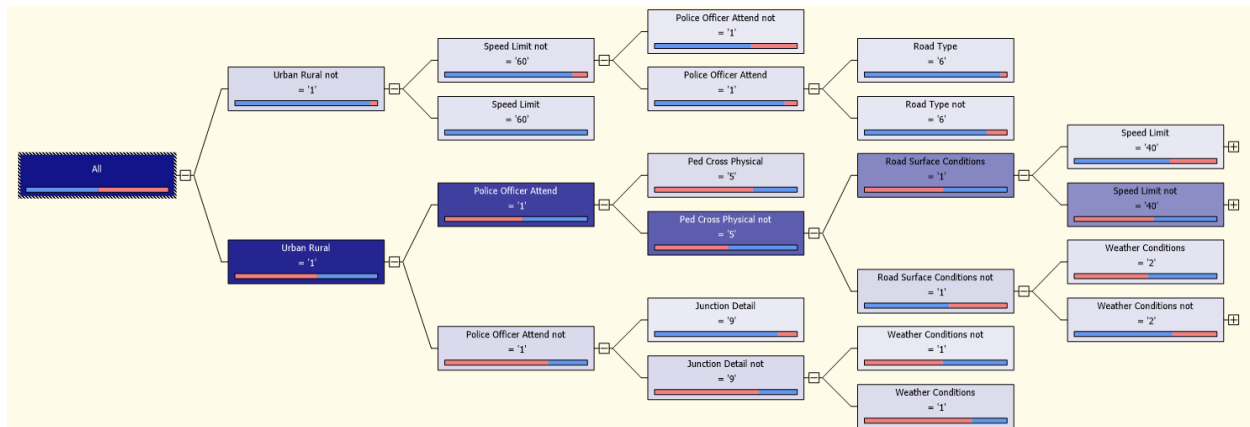 All
Urban Rural not
= '1'
Urban Rural
= '1'
Speed Limit not
= '60'
Speed Limit
= '60'
Police Officer Attend
= '1'
Police Officer Attend not
= '1'
Police Officer Attend not
= '1'
Police Officer Attend
= '1'
Ped Cross Physical
= '5'
Ped Cross Physical not
= '5'
Junction Detail
= '9'
Junction Detail not
= '9'
Road Type
= '6'
Road Type not
= '6'
Road Surface Conditions
= '1'
Road Surface Conditions not
= '1'
Weather Conditions not
= '1'
Weather Conditions
= '1'
Speed Limit
= '40'
Speed Limit not
= '40'
Weather Conditions
= '2'
Weather Conditions not
= '2'